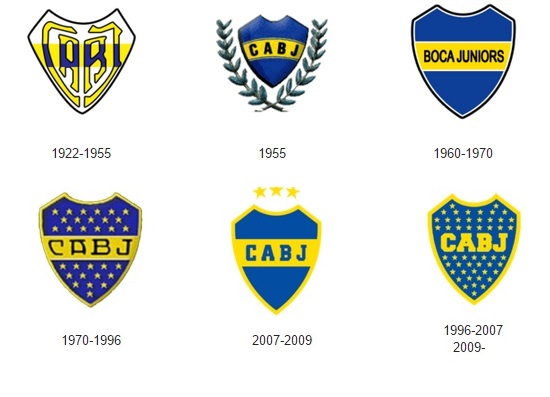 CABJ
CABJ
BOCA JUNIORS
1922-1955
1955
1960-1970
CABJ
CABJ
CABJ
1970-1996
2007-2009
1996-2007
2009-